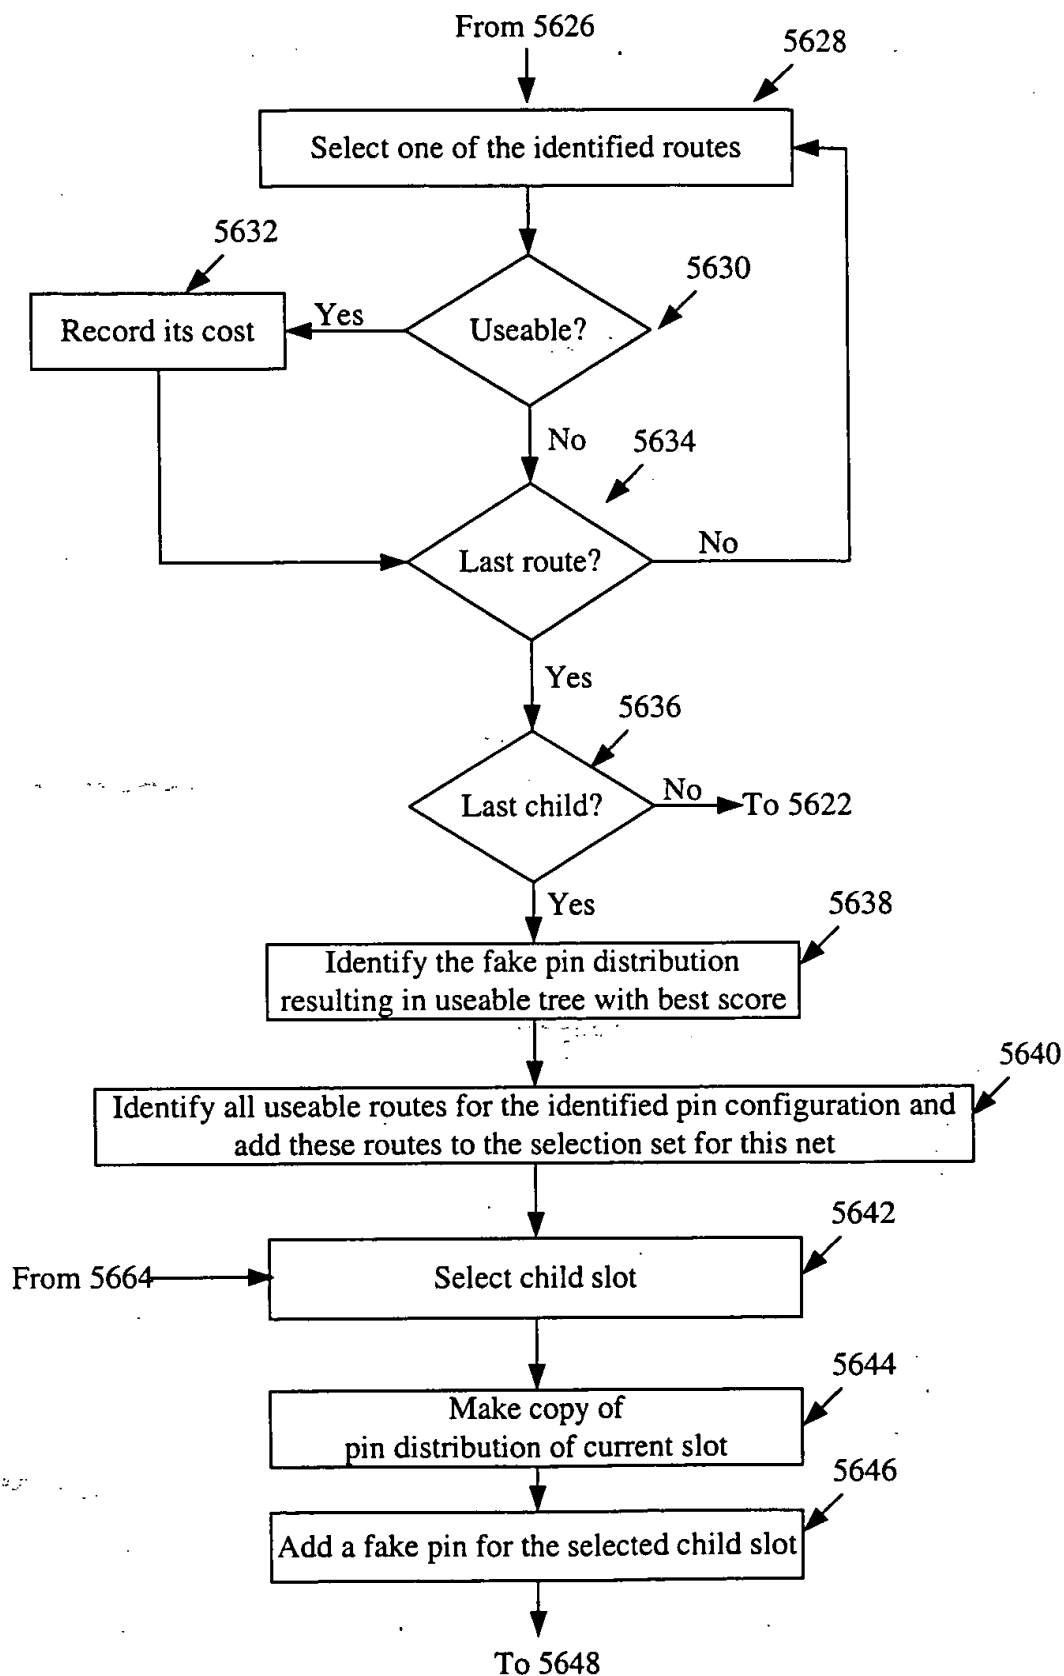 From 5626
5628
Select one of the identified routes
5632
5630
Record its cost
Yes
Useable?
No
5634
Last route?
No
Yes
5636
Last child?
No
To 5622
Yes
5638
Identify the fake pin distribution
resulting in useable tree with best score
5640
Identify all useable routes for the identified pin configuration and
add these routes to the selection set for this net
5642
From 5664
Select child slot
5644
Make copy of
pin distribution of current slot
5646
Add a fake pin for the selected child slot
To 5648